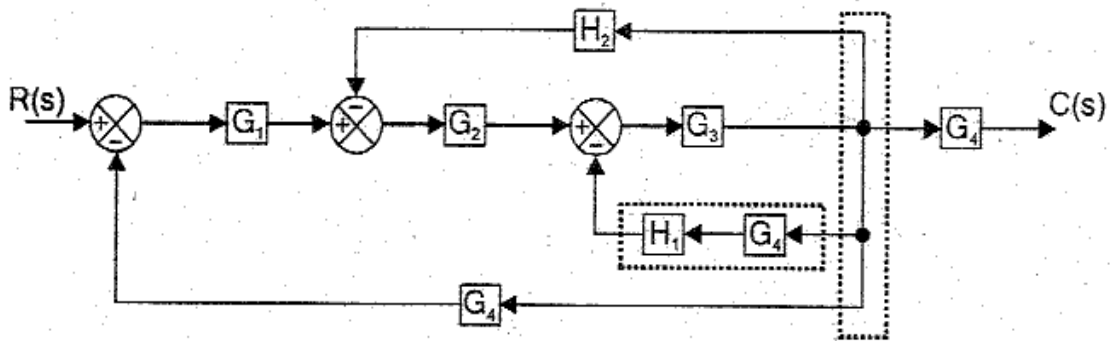 H₂
R(s) + − G₁ + − G₂ + − G₃ G₄ C(s)
H₁ G₄
G₄